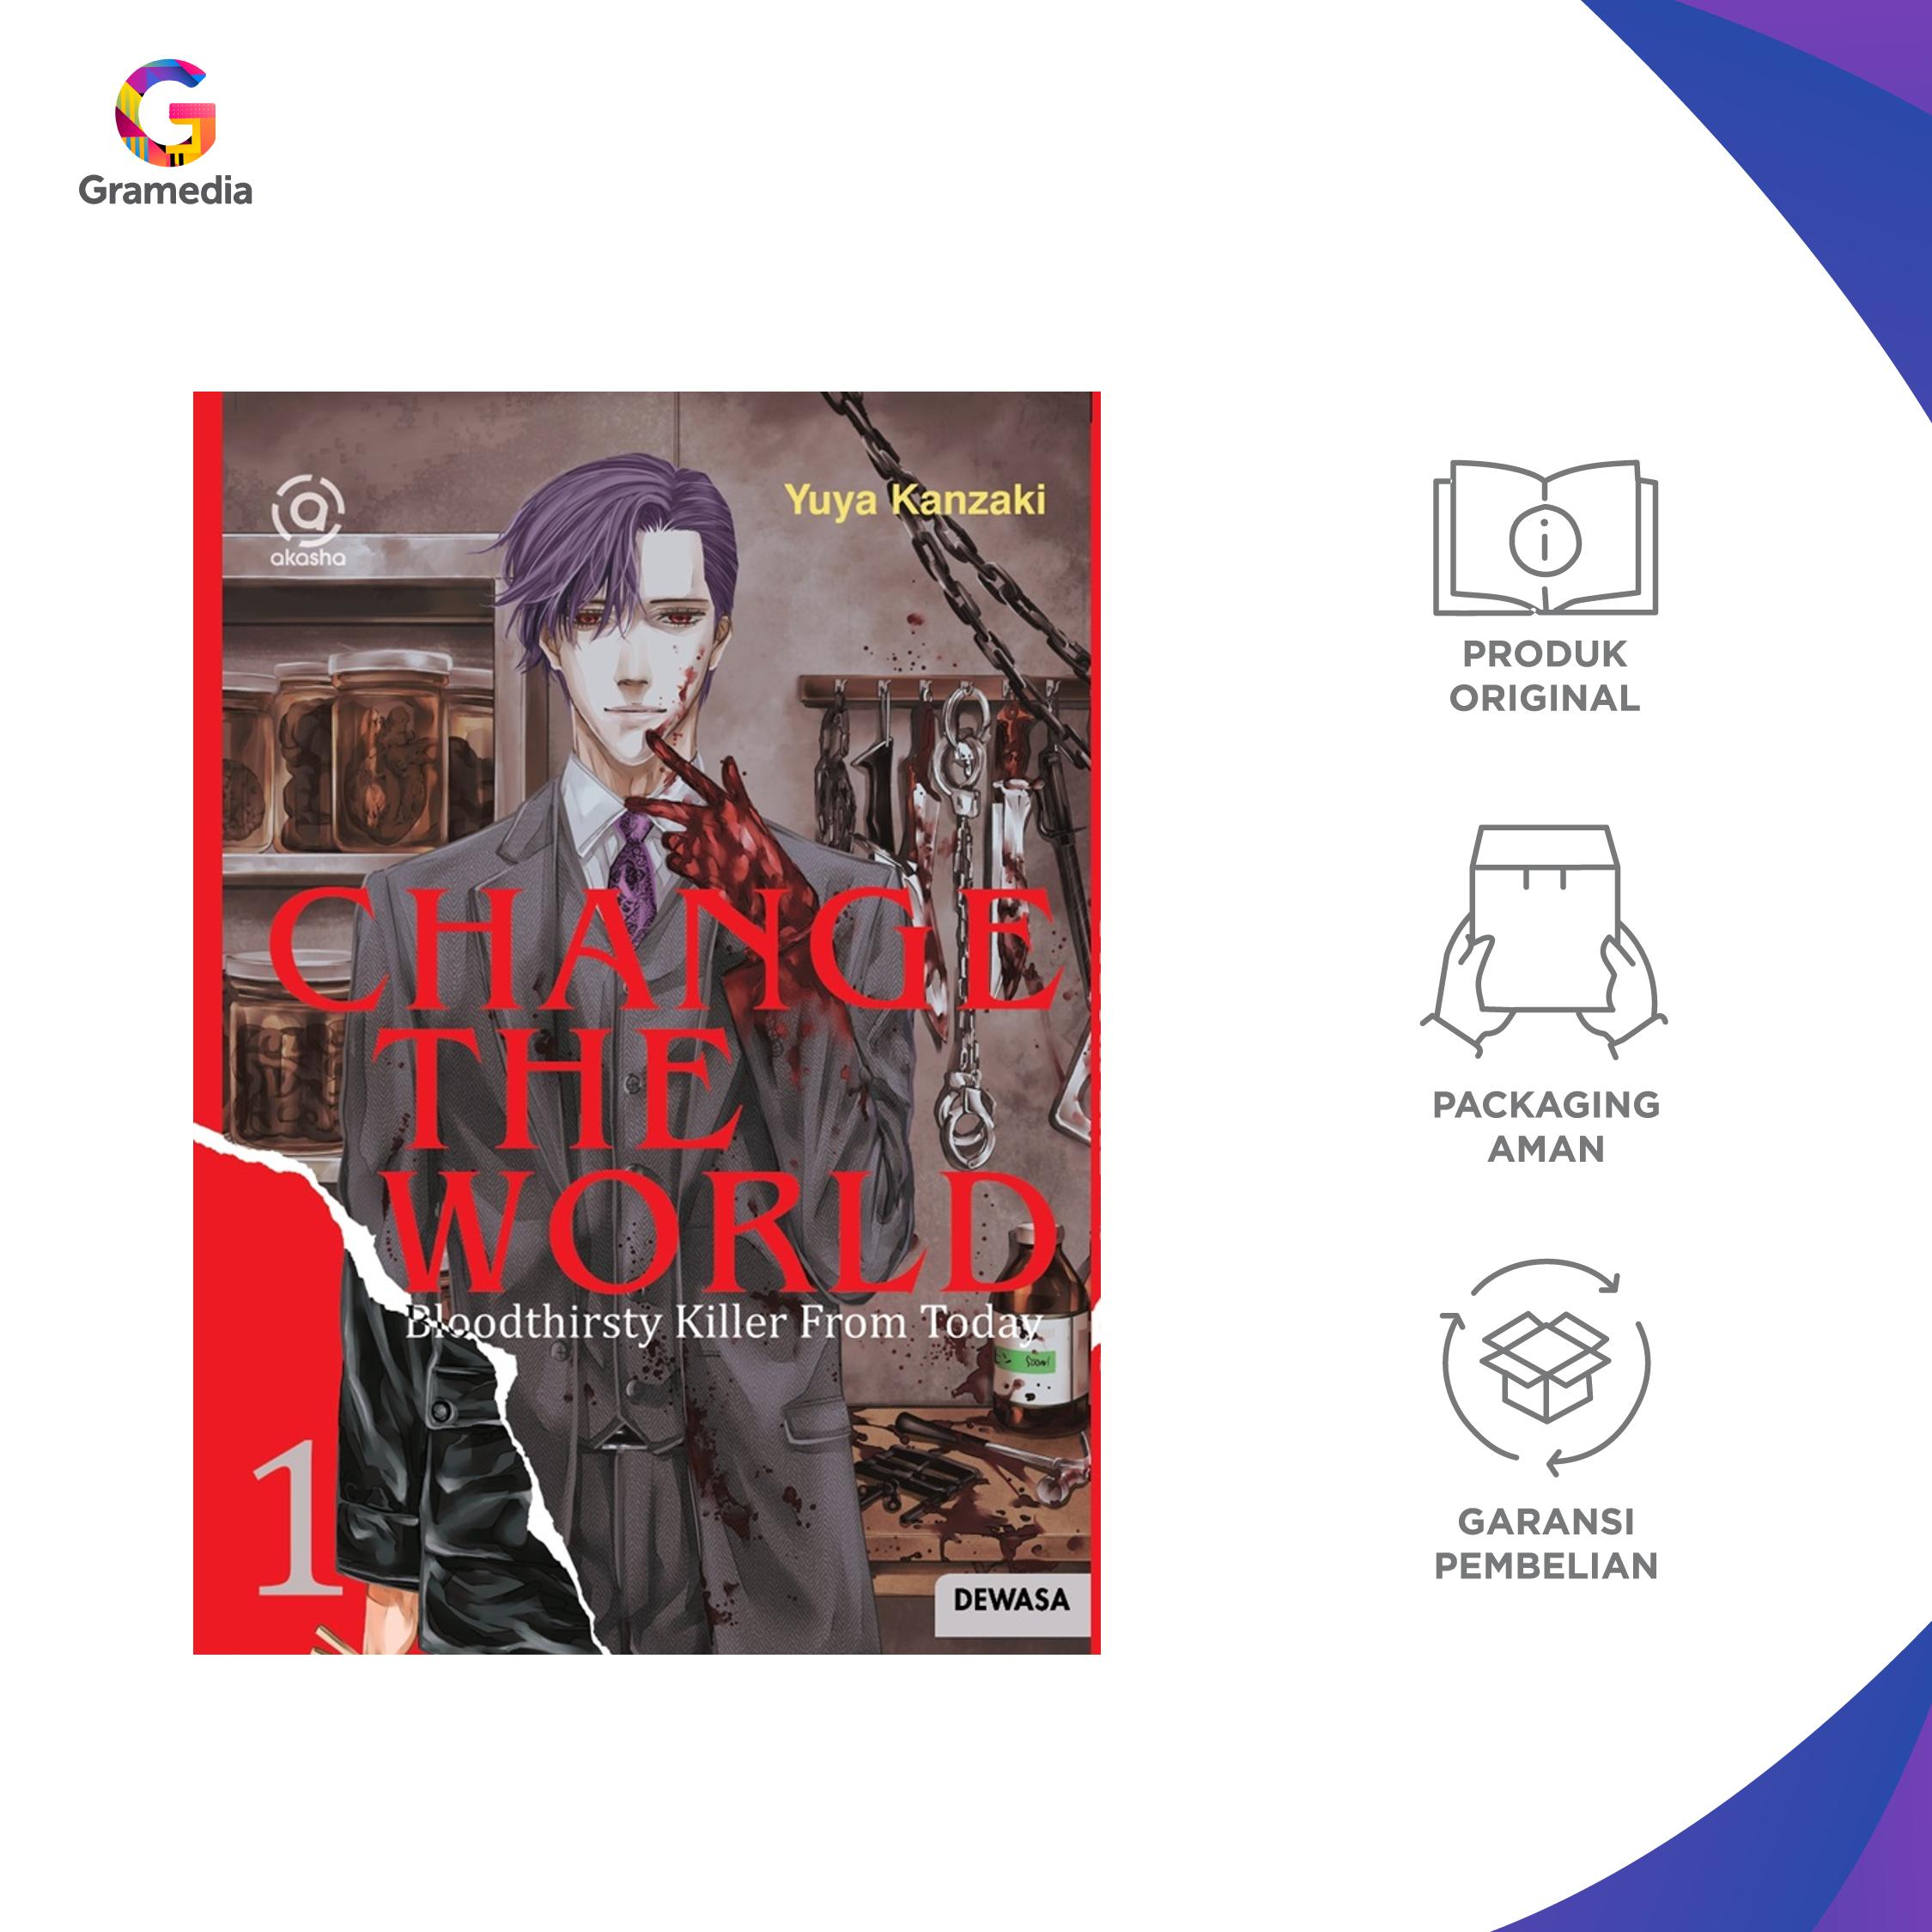 Gramedia
akasha
Yuya Kanzaki
CHANGE
THE
WORLD
Bloodthirsty Killer From Today
Soom!
1
DEWASA
PRODUK
ORIGINAL
PACKAGING
AMAN
GARANSI
PEMBELIAN